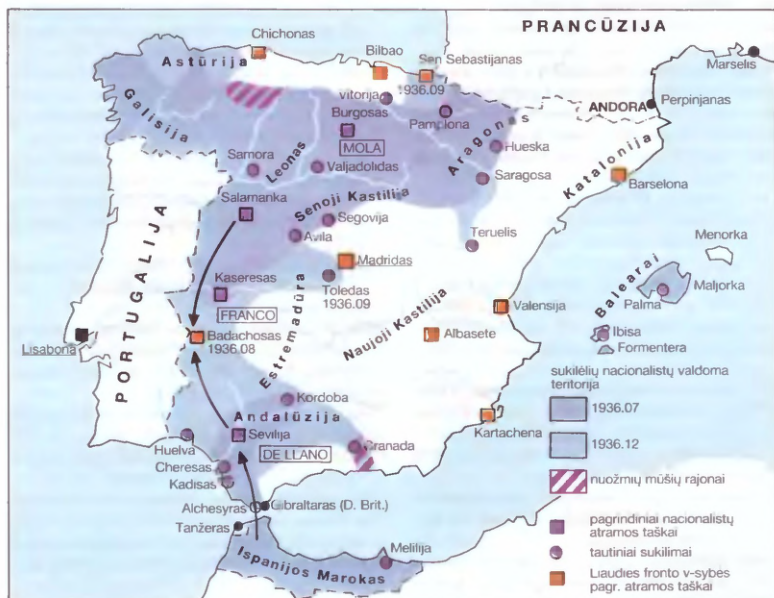 PRANCŪZIJA
Chichonas
Bilbao
Sen Sebastijanas
1936.09
Marselis
Astūrija
Galisija
vitorija
Burgosas
MOLA
Pamplona
ANDORA
Perpinjanas
Aragonas
Hueska
Katalonija
Samora
Leonas
Valjadolidas
Saragosa
Barselona
Salamanka
Senoji Kastilija
Segovija
Avila
Teruelis
Menorka
Madridas
Balearai
Maljorka
Palma
Kaseresas
FRANCO
Toledas
1936.09
PORTUGALIJA
Estremadūra
Naujoji Kastilija
Valensija
Albasete
Ibisa
Formentera
Lisabona
Badachosas
1936.08
sukilėlių nacionalistų valdoma
teritorija
1936.07
1936.12
nuožmių mūšių rajonai
pagrindiniai nacionalistų
atramos taškai
tautiniai sukilimai
Liaudies fronto v-sybės
pagr. atramos taškai
Kordoba
Andalūzija
Kartachena
Huelva
Sevilija
DE LLANO
Granada
Cheresas
Kadisas
Alchesyras
Gibraltaras (D. Brit.)
Tanžeras
Melilija
Ispanijos Marokas